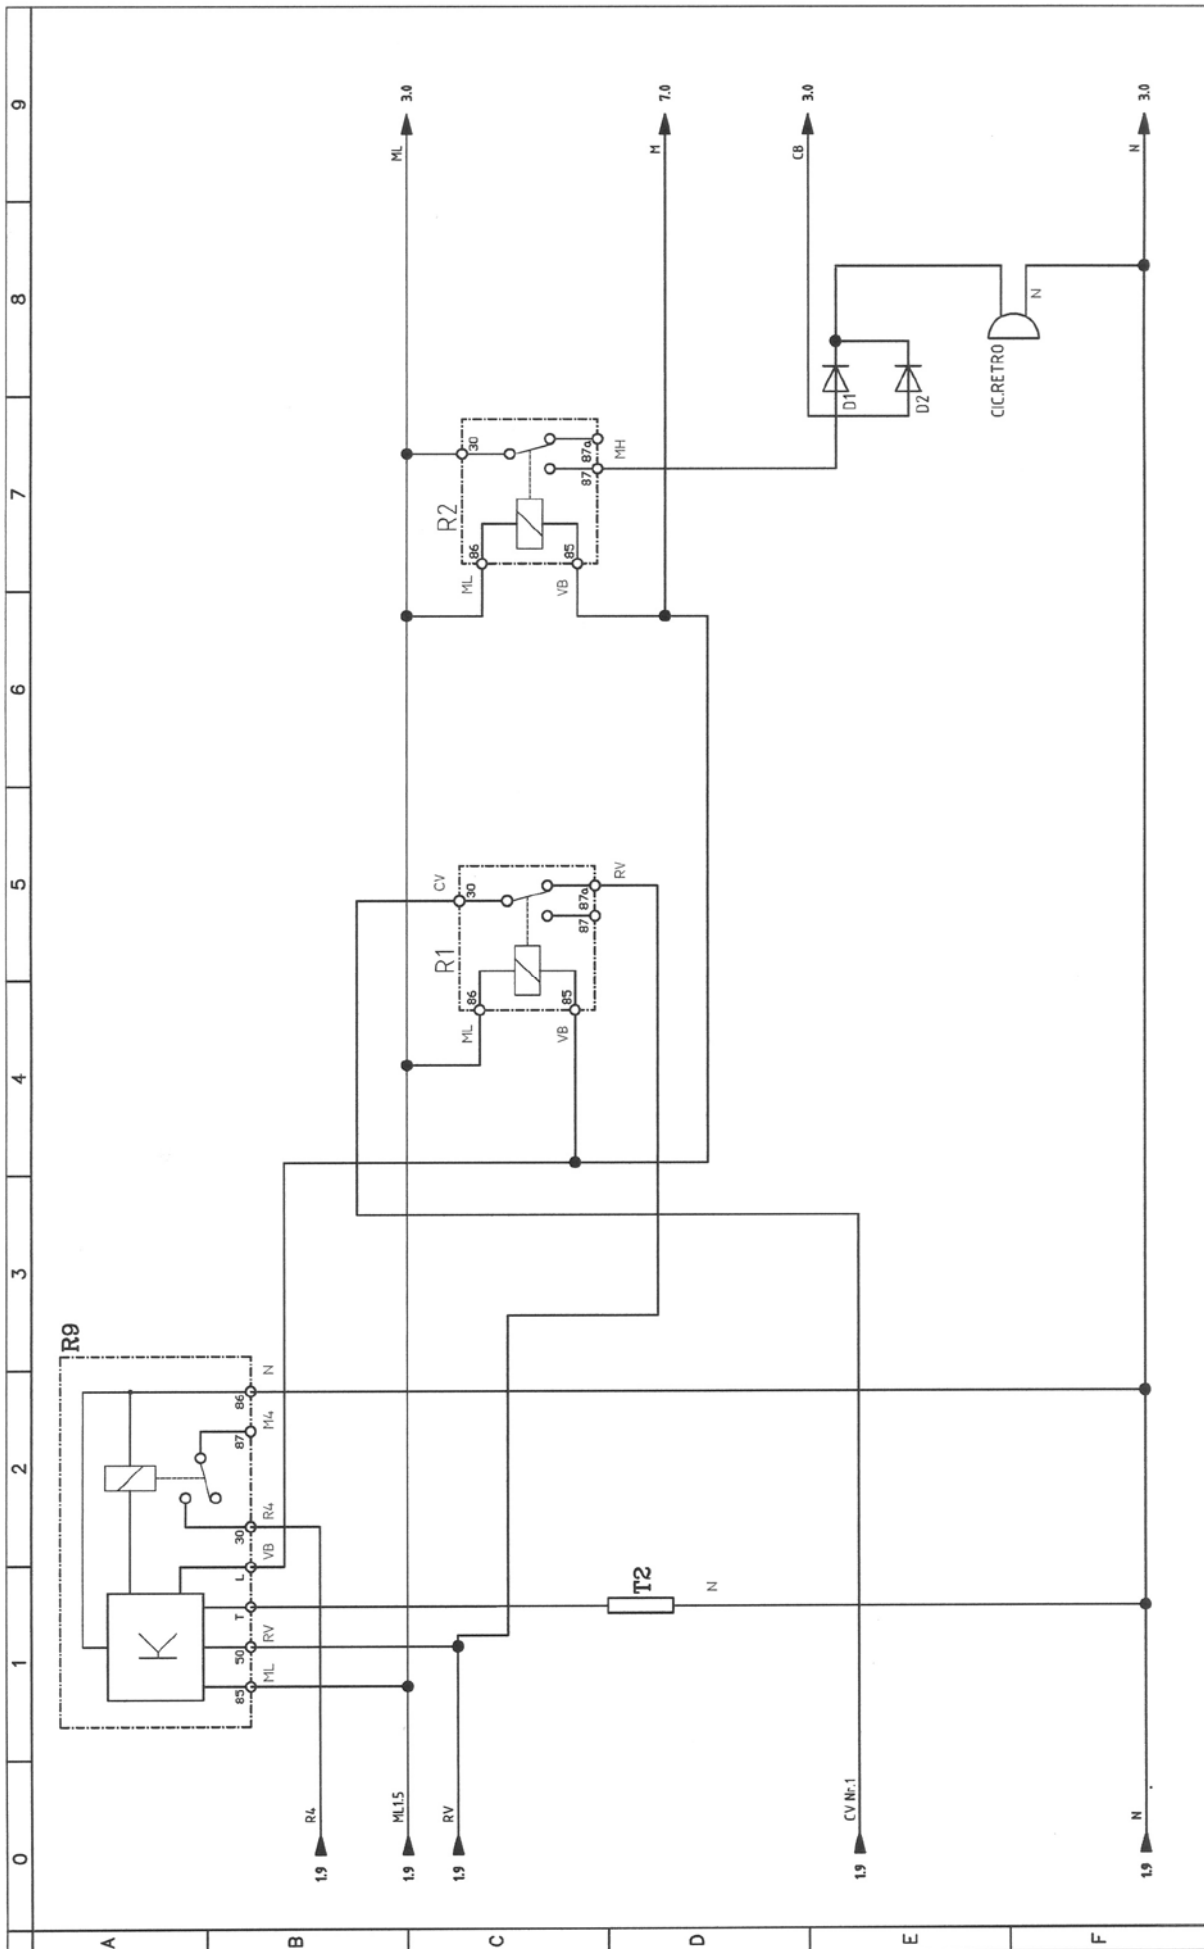 0 1 2 3 4 5 6 7 8 9
A
B
C
D
E
F
R9
K
85 50 T L 30 87 86
ML RV VB R4 M4 N
1.9 R4
1.9 ML1.5
1.9 RV
1.9 CV Nr.1
1.9 N
T2
N
R1
86 85 30 87 87a
ML VB CV RV
R2
86 85 30 87 87a
ML VB MH
D1
D2
CIC.RETRO
N
ML 3.0
M 7.0
CB 3.0
N 3.0